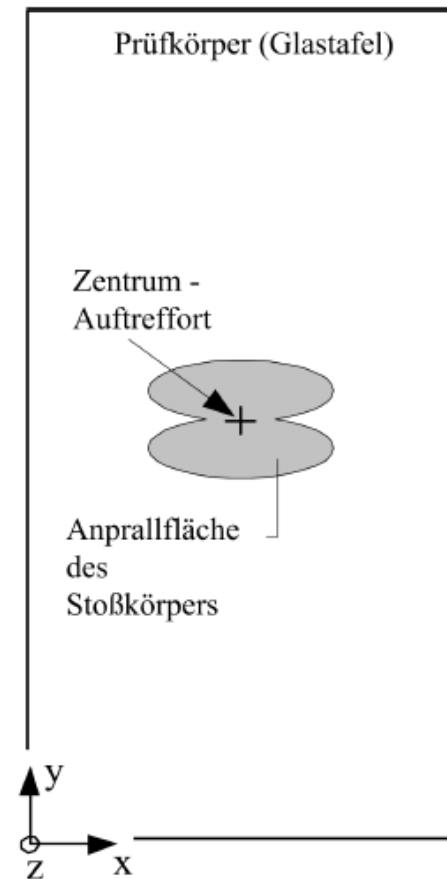 Prüfkörper (Glastafel)
Zentrum -
Auftreffort
Anprallfläche
des
Stoßkörpers
y
z
x